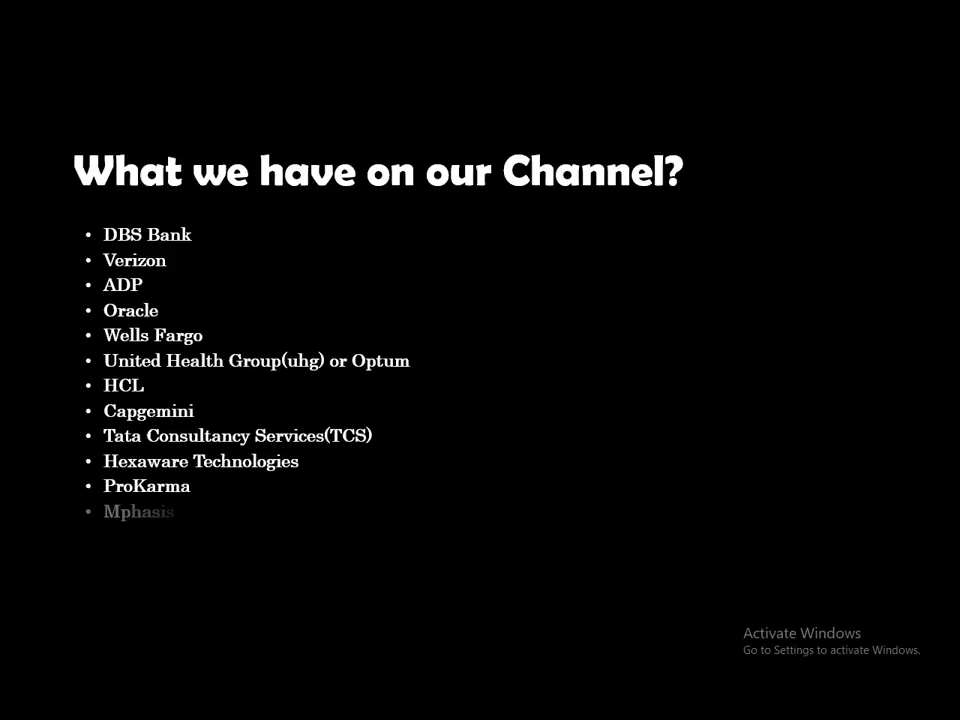 What we have on our Channel?
• DBS Bank
• Verizon
• ADP
• Oracle
• Wells Fargo
• United Health Group(uhg) or Optum
• HCL
• Capgemini
• Tata Consultancy Services(TCS)
• Hexaware Technologies
• ProKarma
• Mphasis
Activate Windows
Go to Settings to activate Windows.